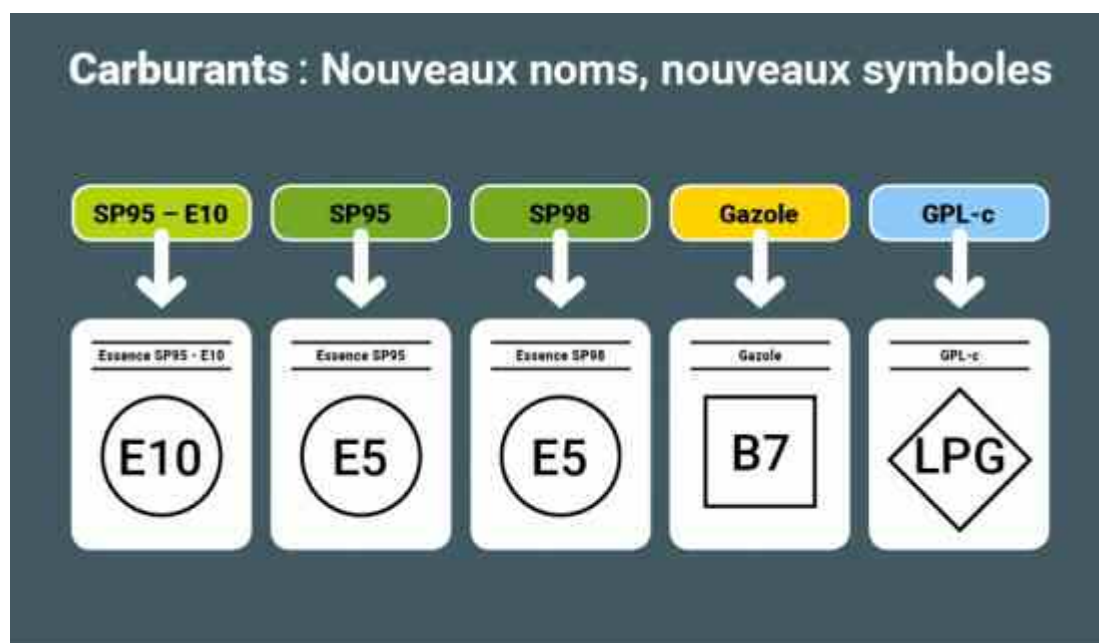 Carburants : Nouveaux noms, nouveaux symboles
SP95 – E10
SP95
SP98
Gazole
GPL-c
Essence SP95 - E10
Essence SP95
Essence SP98
Gazole
GPL-c
E10
E5
E5
B7
LPG